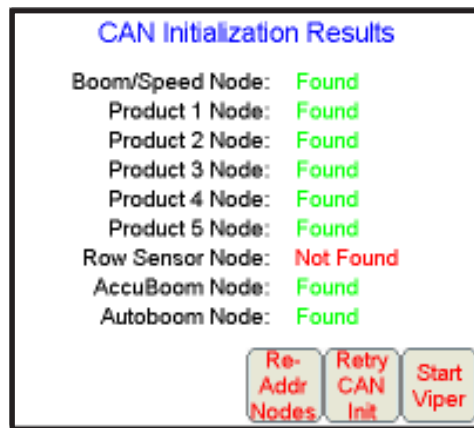 CAN Initialization Results
Boom/Speed Node: Found
Product 1 Node: Found
Product 2 Node: Found
Product 3 Node: Found
Product 4 Node: Found
Product 5 Node: Found
Row Sensor Node: Not Found
AccuBoom Node: Found
Autoboom Node: Found
Re-
Addr
Nodes
Retry
CAN
Init
Start
Viper